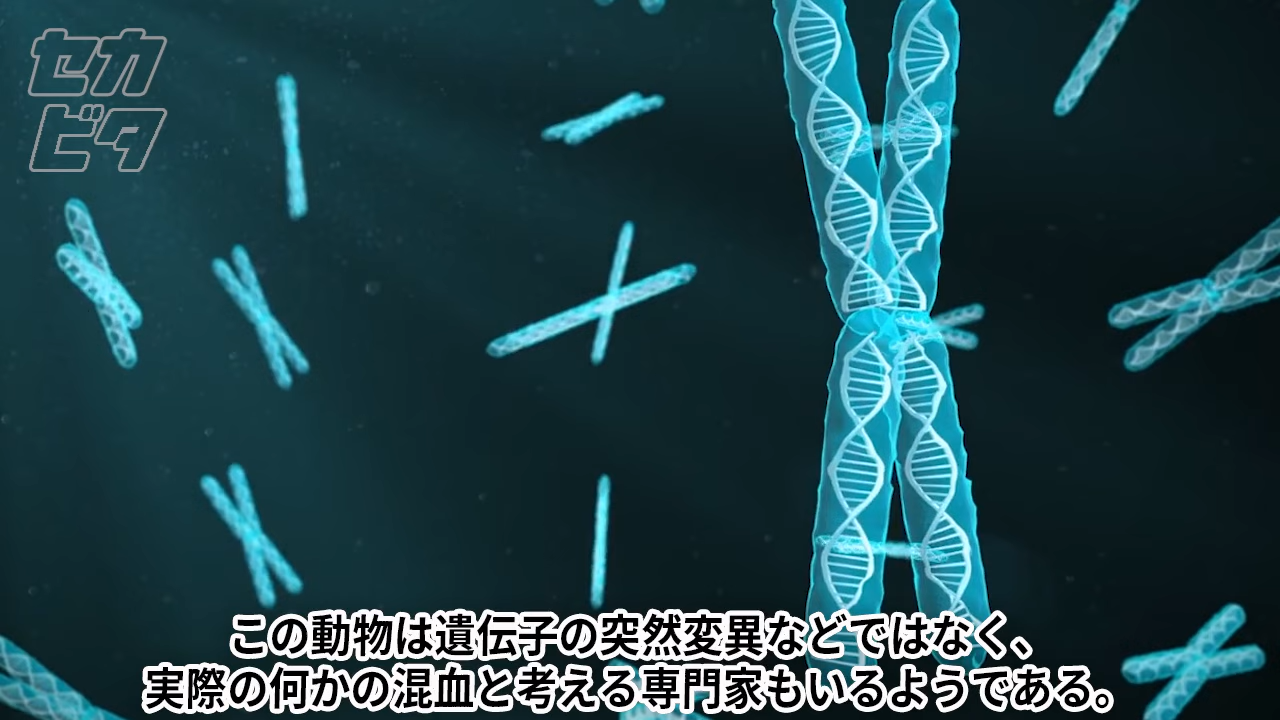 セカ
ビタ
この動物は遺伝子の突然変異などではなく、
実際の何かの混血と考える専門家もいるようである。